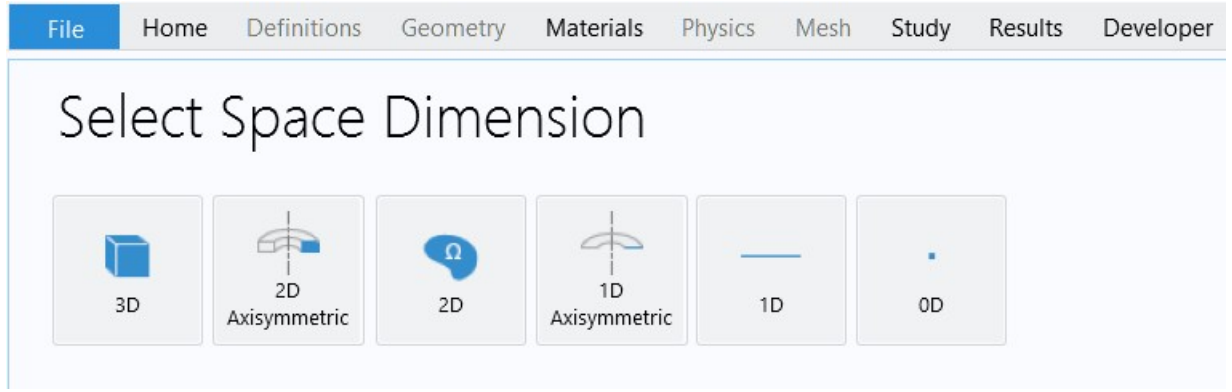 File Home Definitions Geometry Materials Physics Mesh Study Results Developer
Select Space Dimension
3D
2D
Axisymmetric
Ω
2D
1D
Axisymmetric
1D
0D